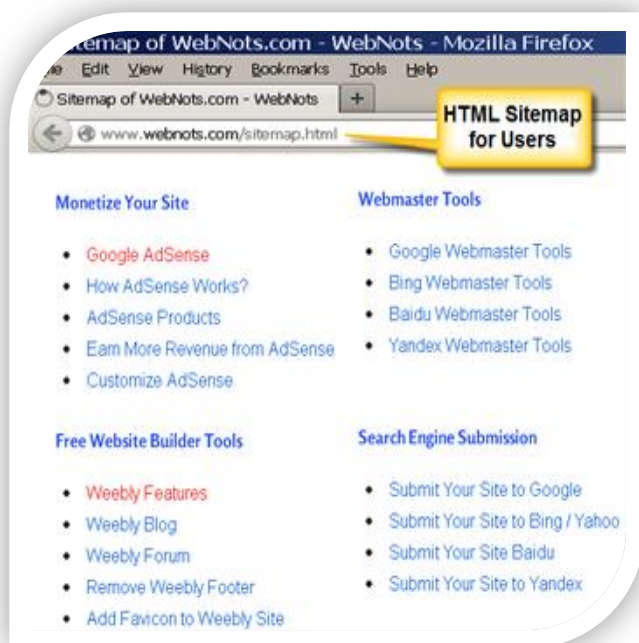 Sitemap of WebNots.com - WebNots - Mozilla Firefox
Edit View History Bookmarks Tools Help
Sitemap of WebNots.com - WebNots +
www.webnots.com/sitemap.html
HTML Sitemap
for Users
Monetize Your Site
• Google AdSense
• How AdSense Works?
• AdSense Products
• Earn More Revenue from AdSense
• Customize AdSense
Webmaster Tools
• Google Webmaster Tools
• Bing Webmaster Tools
• Baidu Webmaster Tools
• Yandex Webmaster Tools
Free Website Builder Tools
• Weebly Features
• Weebly Blog
• Weebly Forum
• Remove Weebly Footer
• Add Favicon to Weebly Site
Search Engine Submission
• Submit Your Site to Google
• Submit Your Site to Bing / Yahoo
• Submit Your Site Baidu
• Submit Your Site to Yandex